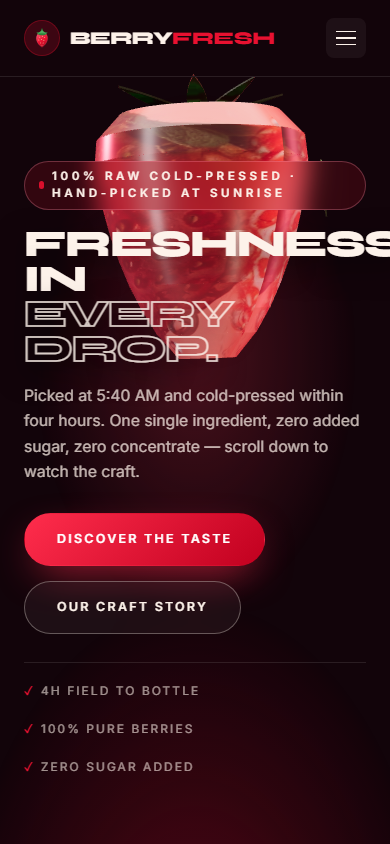 BERRYFRESH
100% RAW COLD-PRESSED ·
HAND-PICKED AT SUNRISE
FRESHNESS
IN
EVERY
DROP.
Picked at 5:40 AM and cold-pressed within
four hours. One single ingredient, zero added
sugar, zero concentrate — scroll down to
watch the craft.
DISCOVER THE TASTE
OUR CRAFT STORY
✓ 4H FIELD TO BOTTLE
✓ 100% PURE BERRIES
✓ ZERO SUGAR ADDED